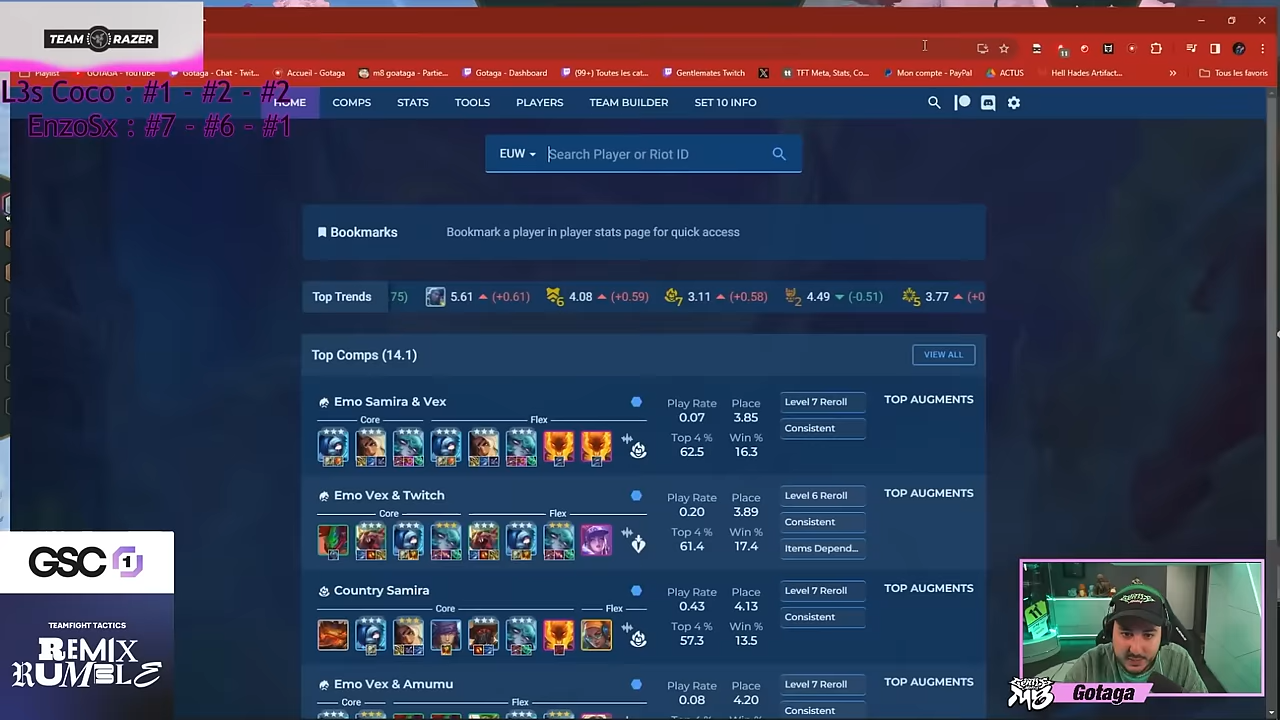 TEAM RAZER
L3s Coco : #1 - #2 - #2
EnzoSx : #7 - #6 - #1
11
Playlist
GOTAGA - YouTube
Gotaga - Chat - Twit...
Accueil - Gotaga
m8 goataga - Partie...
Gotaga - Dashboard
(99+) Toutes les cat...
Gentlemates Twitch
TFT Meta, Stats, Co...
Mon compte - PayPal
ACTUS
Hell Hades Artifact...
Tous les favoris
HOME
COMPS
STATS
TOOLS
PLAYERS
TEAM BUILDER
SET 10 INFO
EUW
Search Player or Riot ID
Bookmarks
Bookmark a player in player stats page for quick access
Top Trends
75)
5.61 (+0.61)
6 4.08 (+0.59)
7 3.11 (+0.58)
2 4.49 (-0.51)
5 3.77 (+0
Top Comps (14.1)
VIEW ALL
Emo Samira & Vex
Core
Flex
Play Rate
0.07
Place
3.85
Top 4 %
62.5
Win %
16.3
Level 7 Reroll
Consistent
TOP AUGMENTS
Emo Vex & Twitch
Core
Flex
Play Rate
0.20
Place
3.89
Top 4 %
61.4
Win %
17.4
Level 6 Reroll
Consistent
Items Depend...
TOP AUGMENTS
Country Samira
Core
Flex
Play Rate
0.43
Place
4.13
Top 4 %
57.3
Win %
13.5
Level 7 Reroll
Consistent
TOP AUGMENTS
Emo Vex & Amumu
Core
Flex
Play Rate
0.08
Place
4.20
Level 7 Reroll
Consistent
TOP AUGMENTS
GSC 1
TEAMFIGHT TACTICS
REMIX
RUMBLE
M8
Gotaga